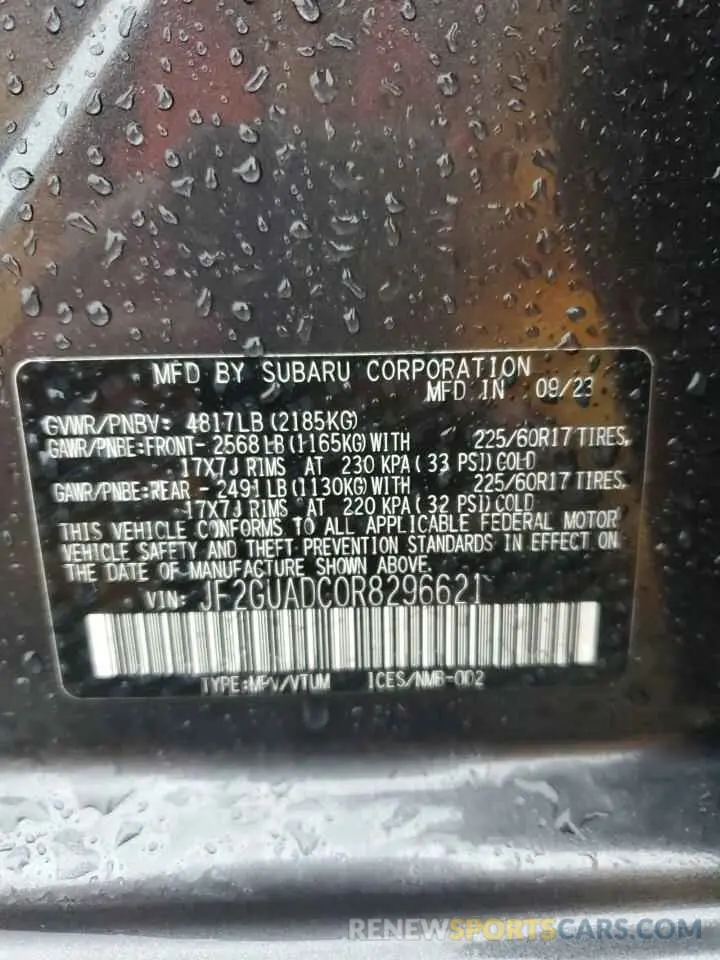 MFD BY SUBARU CORPORATION
MFD IN 09/23
GVWR/PNBV: 4817LB (2185KG)
GAWR/PNBE:FRONT- 2568LB(1165KG)WITH 225/60R17 TIRES,
17X7J RIMS AT 230 KPA( 33 PSI) COLD
GAWR/PNBE:REAR - 2491LB(1130KG)WITH 225/60R17 TIRES,
17X7J RIMS AT 220 KPA( 32 PSI) COLD
THIS VEHICLE CONFORMS TO ALL APPLICABLE FEDERAL MOTOR
VEHICLE SAFETY AND THEFT PREVENTION STANDARDS IN EFFECT ON
THE DATE OF MANUFACTURE SHOWN ABOVE.
VIN: JF2GUADC0R8296621
TYPE:MPV/VTUM ICES/NMB-002
RENEWSPORTSCARS.COM